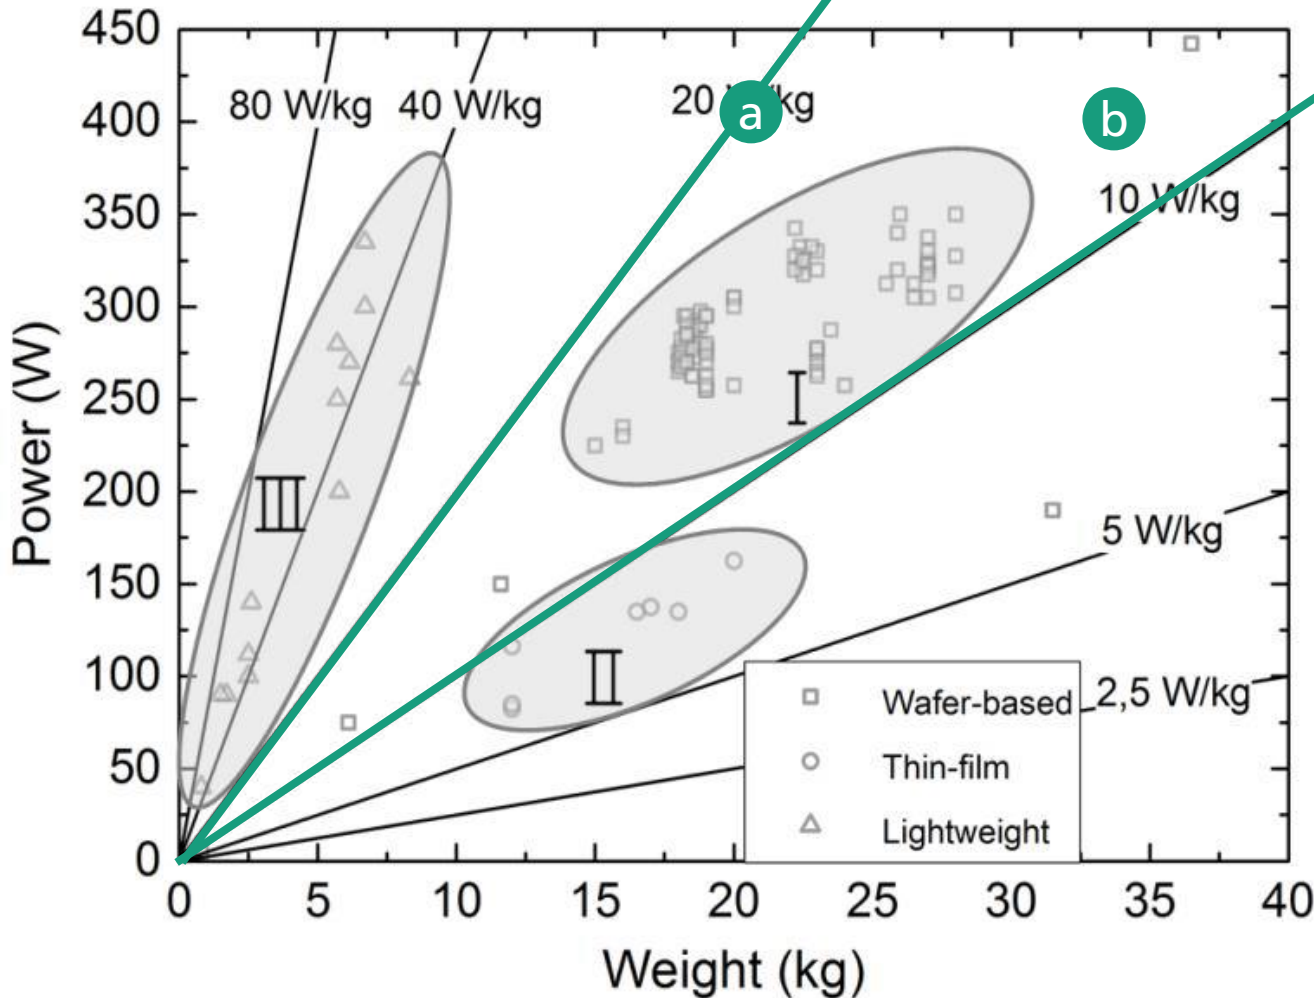 450
400
350
300
250
200
150
100
50
0
Power (W)
80 W/kg
40 W/kg
20
kg
a
b
10 W/kg
I
III
5 W/kg
II
2,5 W/kg
Wafer-based
Thin-film
Lightweight
0 5 10 15 20 25 30 35 40
Weight (kg)